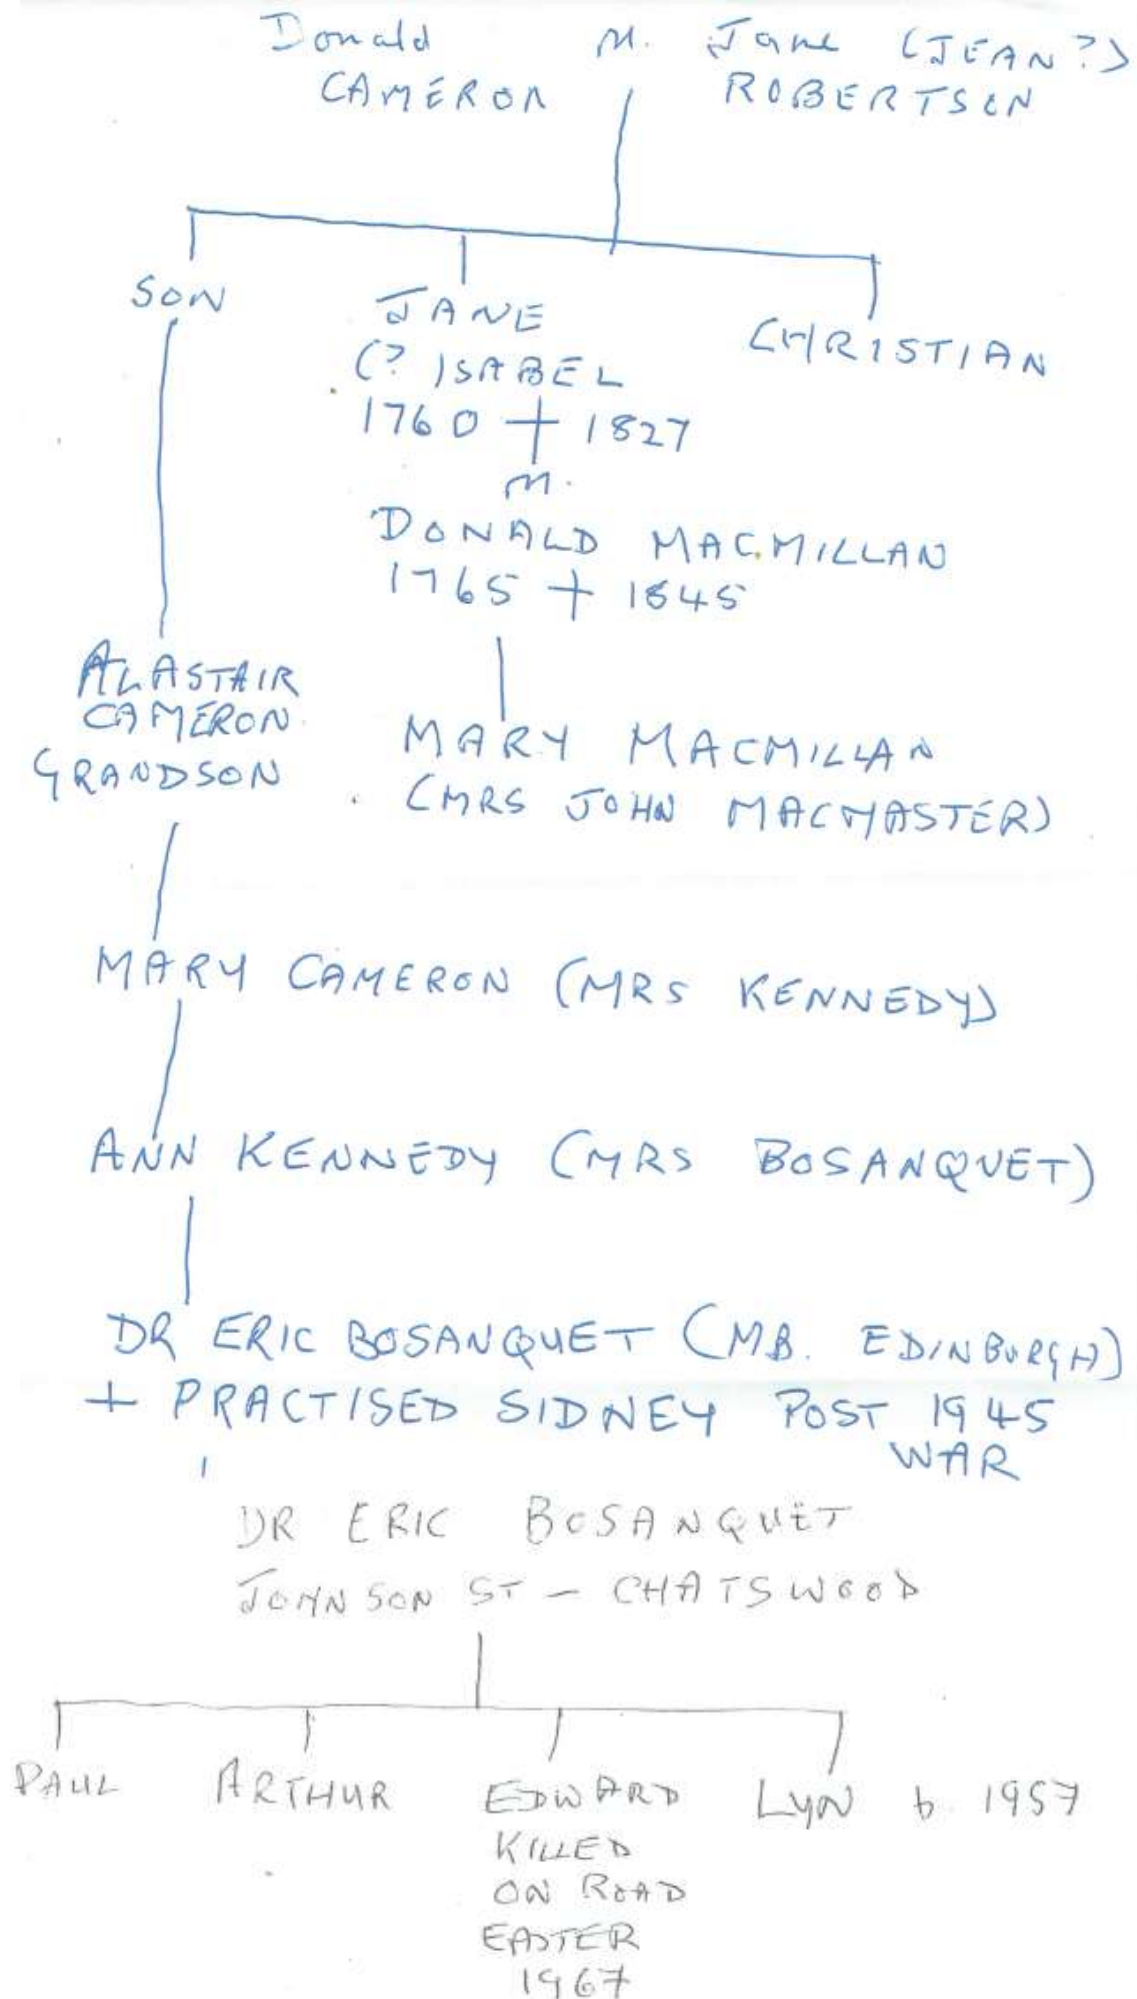 Donald M. Jane (JEAN?)
CAMERON ROBERTSON
SON
JANE
(? ISABEL
1760 + 1827
M.
CHRISTIAN
DONALD MACMILLAN
1765 + 1845
ALASTAIR
CAMERON
GRANDSON
MARY MACMILLAN
(MRS JOHN MACMASTER)
MARY CAMERON (MRS KENNEDY)
ANN KENNEDY (MRS BOSANQUET)
DR ERIC BOSANQUET (MB. EDINBURGH)
+ PRACTISED SIDNEY POST 1945
WAR
DR ERIC BOSANQUET
JOHNSON ST - CHATSWOOD
PAUL ARTHUR EDWARD LYN b 1957
KILLED
ON ROAD
EASTER
1967